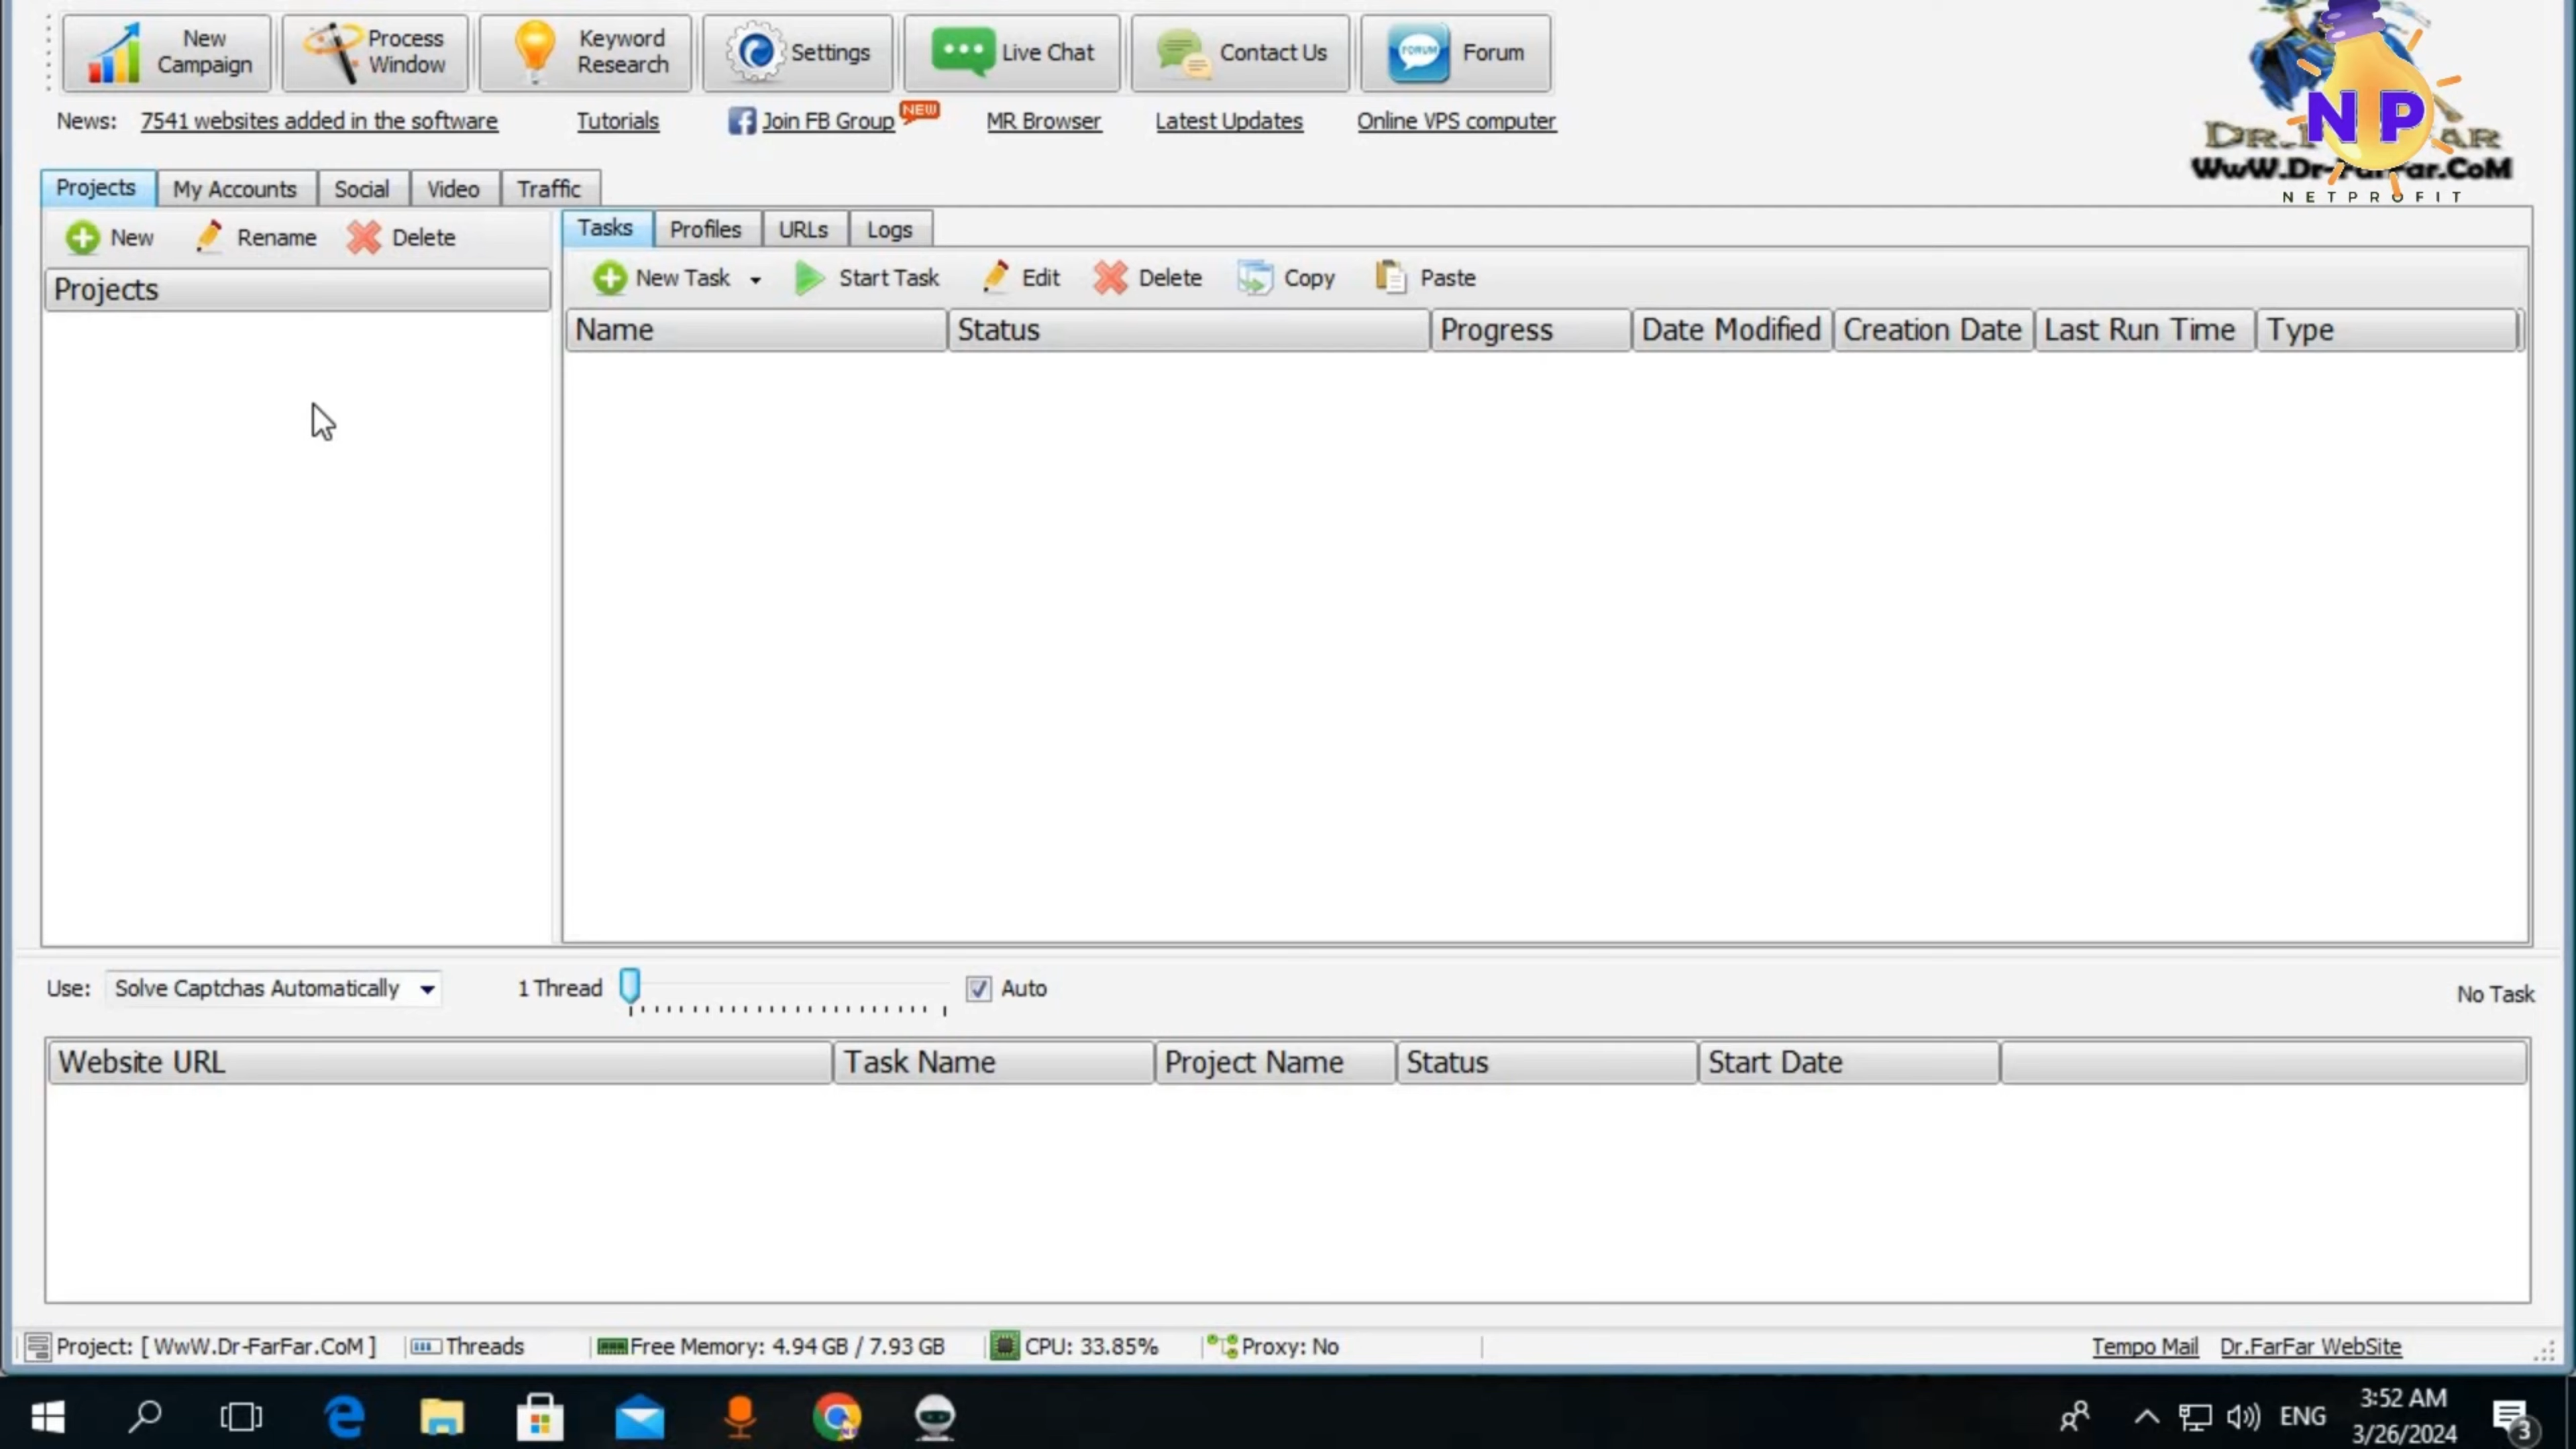 New Campaign
Process Window
Keyword Research
Settings
Live Chat
Contact Us
FORUM
Forum
News: 7541 websites added in the software
Tutorials
Join FB Group
NEW
MR Browser
Latest Updates
Online VPS computer
NP
WwW.Dr-FarFar.CoM
NETPROFIT
Projects
My Accounts
Social
Video
Traffic
New
Rename
Delete
Projects
Tasks
Profiles
URLs
Logs
New Task
Start Task
Edit
Delete
Copy
Paste
Name
Status
Progress
Date Modified
Creation Date
Last Run Time
Type
Use: Solve Captchas Automatically
1 Thread
Auto
No Task
Website URL
Task Name
Project Name
Status
Start Date
Project: [ WwW.Dr-FarFar.CoM ]
Threads
Free Memory: 4.94 GB / 7.93 GB
CPU: 33.85%
Proxy: No
Tempo Mail
Dr.FarFar WebSite
ENG
3:52 AM
3/26/2024
3